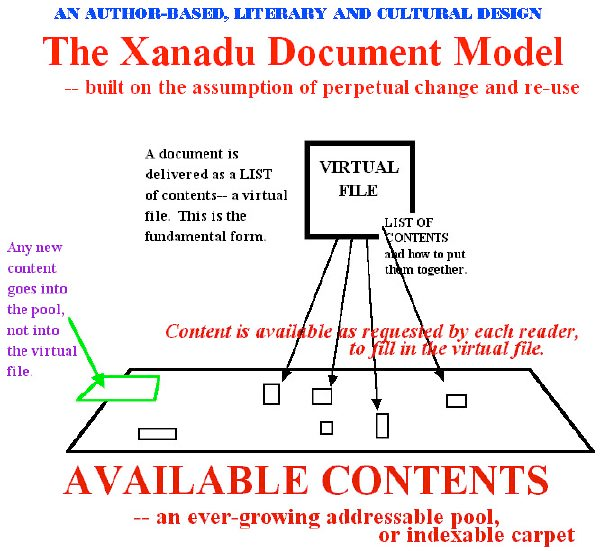 AN AUTHOR-BASED, LITERARY AND CULTURAL DESIGN
The Xanadu Document Model
-- built on the assumption of perpetual change and re-use
A document is
delivered as a LIST
of contents-- a virtual
file.  This is the
fundamental form.
VIRTUAL
FILE
LIST OF
CONTENTS
and how to put
them together.
Any new
content
goes into
the pool,
not into
the virtual
file.
Content is available as requested by each reader,
to fill in the virtual file.
AVAILABLE CONTENTS
-- an ever-growing addressable pool,
or indexable carpet